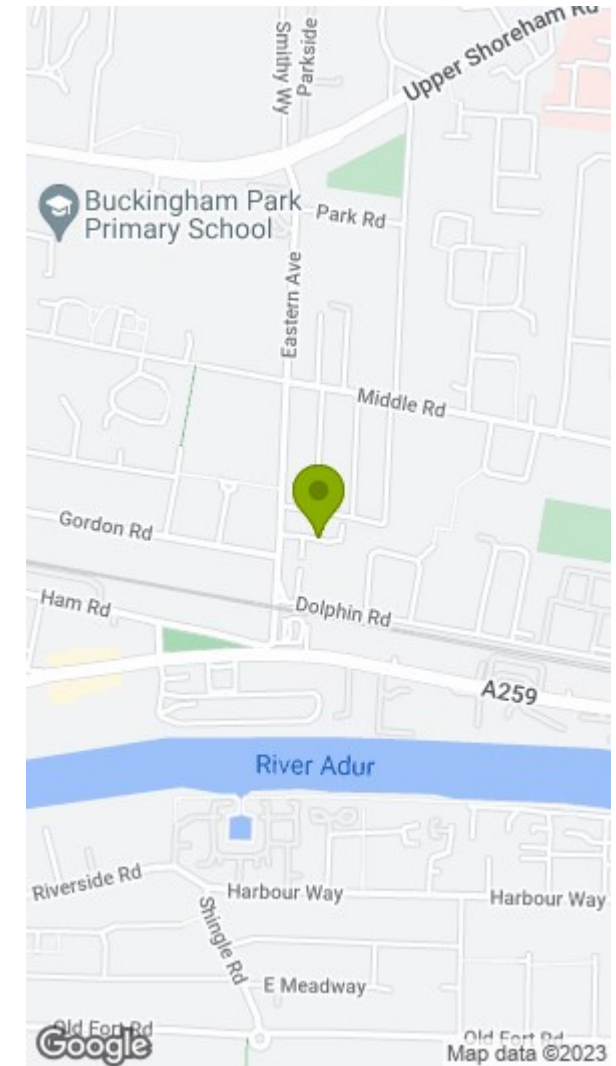 Upper Shoreham Rd
Smithy Wy
Parkside
Buckingham Park
Primary School
Park Rd
Eastern Ave
Middle Rd
Gordon Rd
Ham Rd
Dolphin Rd
A259
River Adur
Riverside Rd
Harbour Way
Harbour Way
Shingle Rd
E Meadway
Old Fort Rd
Old Fort Rd
Google
Map data ©2023